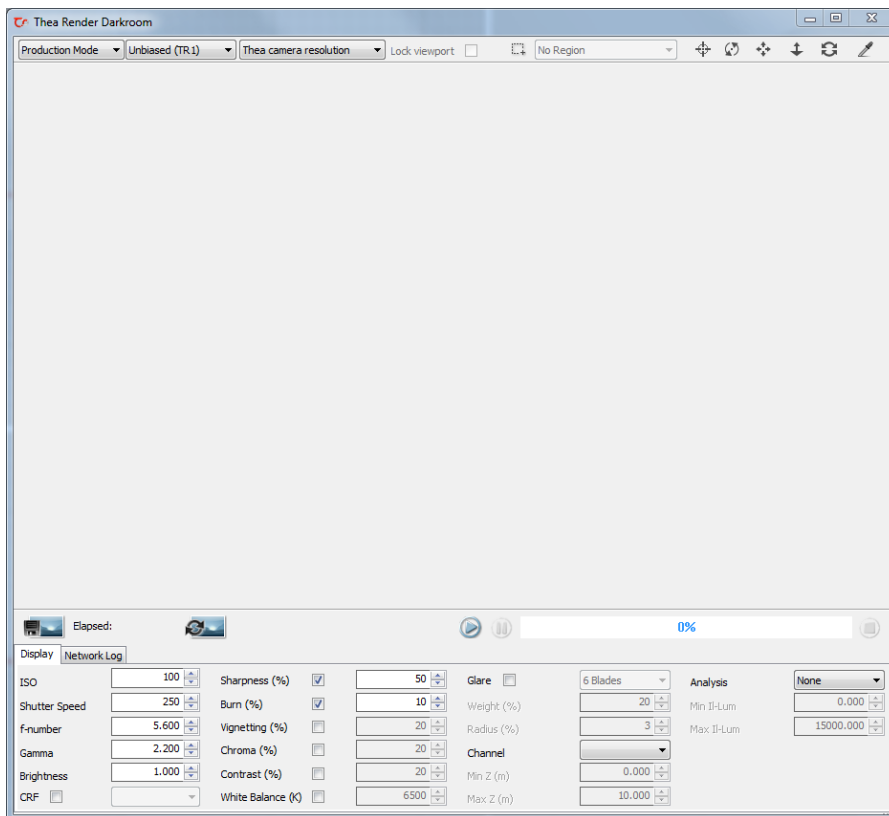 Thea Render Darkroom
Production Mode Unbiased (TR1) Thea camera resolution Lock viewport No Region
Elapsed: 0%
Display Network Log
ISO 100 Sharpness (%) 50 Glare 6 Blades Analysis None
Shutter Speed 250 Burn (%) 10 Weight (%) 20 Min Il-Lum 0.000
f-number 5.600 Vignetting (%) 20 Radius (%) 3 Max Il-Lum 15000.000
Gamma 2.200 Chroma (%) 20 Channel
Brightness 1.000 Contrast (%) 20 Min Z (m) 0.000
CRF White Balance (K) 6500 Max Z (m) 10.000